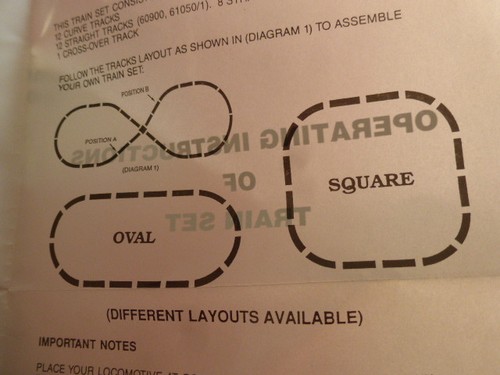 THIS TRAIN SET CONSIST
12 CURVE TRACKS
12 STRAIGHT TRACKS (60900, 61050/1). 8 STR
1 CROSS-OVER TRACK
FOLLOW THE TRACKS LAYOUT AS SHOWN IN (DIAGRAM 1) TO ASSEMBLE
YOUR OWN TRAIN SET:
POSITION B
POSITION A
(DIAGRAM 1)
OPERATING INSTRUCTIONS
OF
TRAIN SET
SQUARE
OVAL
(DIFFERENT LAYOUTS AVAILABLE)
IMPORTANT NOTES
PLACE YOUR LOCOMOTIVE